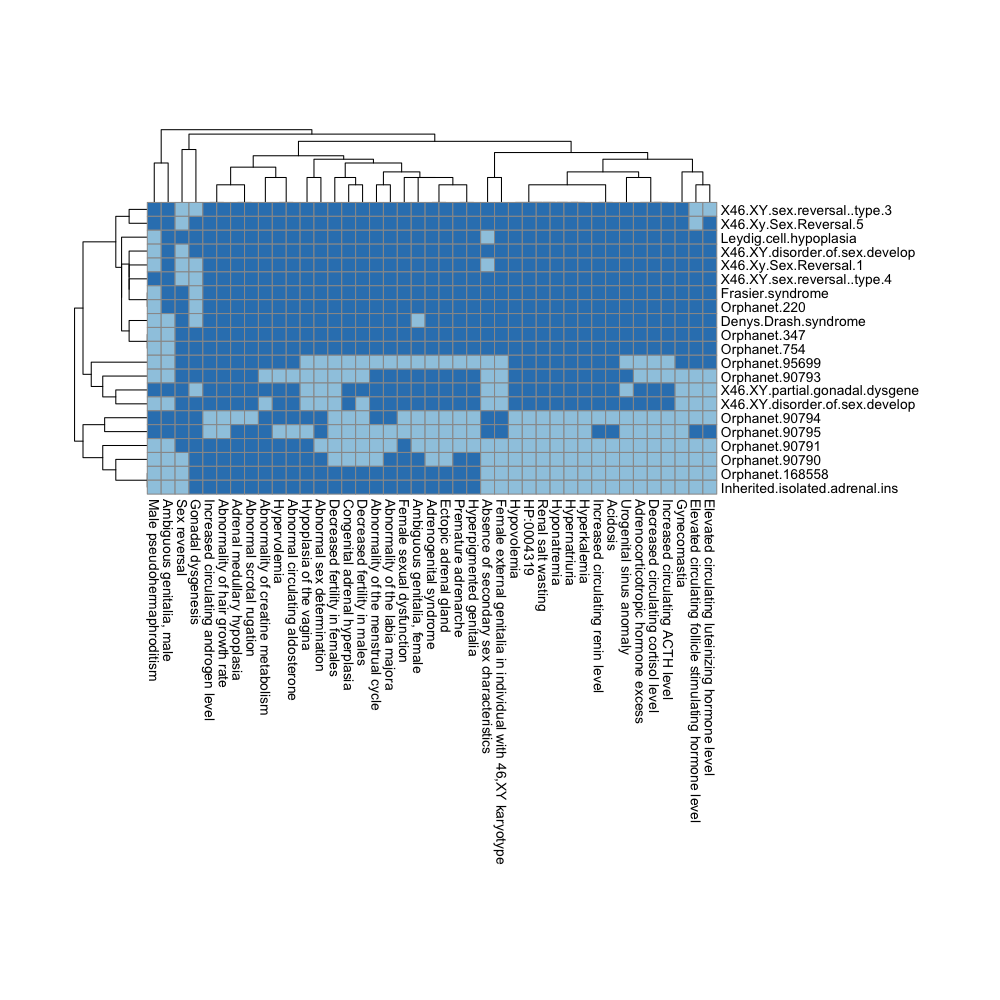 X46.XY.sex.reversal..type.3
X46.Xy.Sex.Reversal.5
Leydig.cell.hypoplasia
X46.XY.disorder.of.sex.develop
X46.Xy.Sex.Reversal.1
X46.XY.sex.reversal..type.4
Frasier.syndrome
Orphanet.220
Denys.Drash.syndrome
Orphanet.347
Orphanet.754
Orphanet.95699
Orphanet.90793
X46.XY.partial.gonadal.dysgene
X46.XY.disorder.of.sex.develop
Orphanet.90794
Orphanet.90795
Orphanet.90791
Orphanet.90790
Orphanet.168558
Inherited.isolated.adrenal.ins
Male pseudohermaphroditism
Ambiguous genitalia, male
Sex reversal
Gonadal dysgenesis
Increased circulating androgen level
Abnormality of hair growth rate
Adrenal medullary hypoplasia
Abnormal scrotal rugation
Abnormality of creatine metabolism
Hypervolemia
Abnormal circulating aldosterone
Hypoplasia of the vagina
Abnormal sex determination
Decreased fertility in females
Congenital adrenal hyperplasia
Decreased fertility in males
Abnormality of the menstrual cycle
Abnormality of the labia majora
Female sexual dysfunction
Ambiguous genitalia, female
Adrenogenital syndrome
Ectopic adrenal gland
Premature adrenarche
Hyperpigmented genitalia
Absence of secondary sex characteristics
Female external genitalia in individual with 46,XY karyotype
Hypovolemia
HP:0004319
Renal salt wasting
Hyponatremia
Hypernatriuria
Hyperkalemia
Increased circulating renin level
Acidosis
Urogenital sinus anomaly
Adrenocorticotropic hormone excess
Decreased circulating cortisol level
Increased circulating ACTH level
Gynecomastia
Elevated circulating follicle stimulating hormone level
Elevated circulating luteinizing hormone level